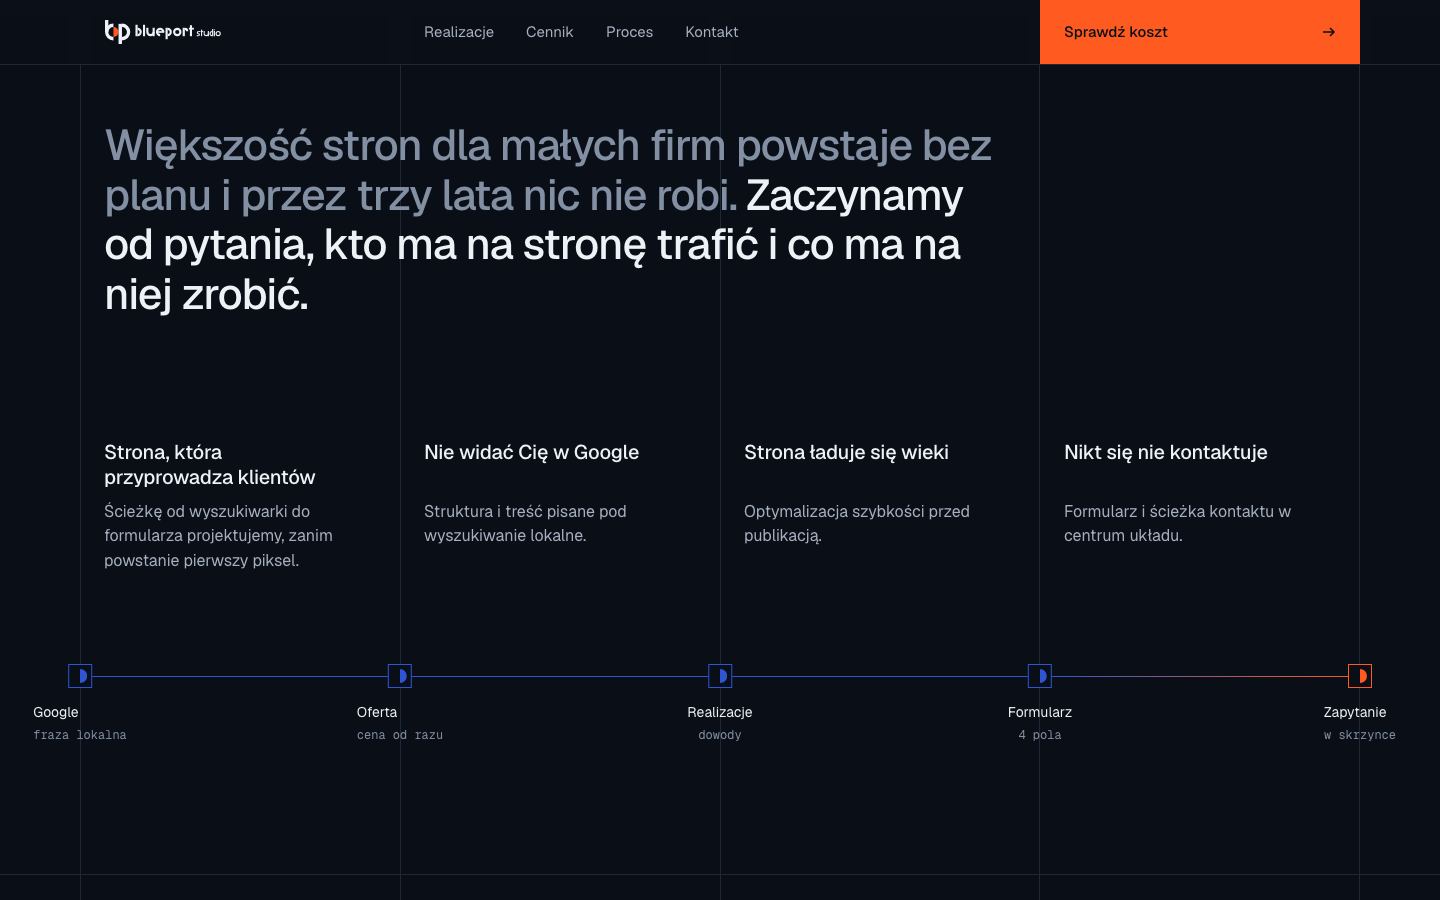 blueport studio
Realizacje
Cennik
Proces
Kontakt
Sprawdź koszt
Większość stron dla małych firm powstaje bez
planu i przez trzy lata nic nie robi. Zaczynamy
od pytania, kto ma na stronę trafić i co ma na
niej zrobić.
Strona, która
przyprowadza klientów
Ścieżkę od wyszukiwarki do
formularza projektujemy, zanim
powstanie pierwszy piksel.
Nie widać Cię w Google
Struktura i treść pisane pod
wyszukiwanie lokalne.
Strona ładuje się wieki
Optymalizacja szybkości przed
publikacją.
Nikt się nie kontaktuje
Formularz i ścieżka kontaktu w
centrum układu.
Google
fraza lokalna
Oferta
cena od razu
Realizacje
dowody
Formularz
4 pola
Zapytanie
w skrzynce